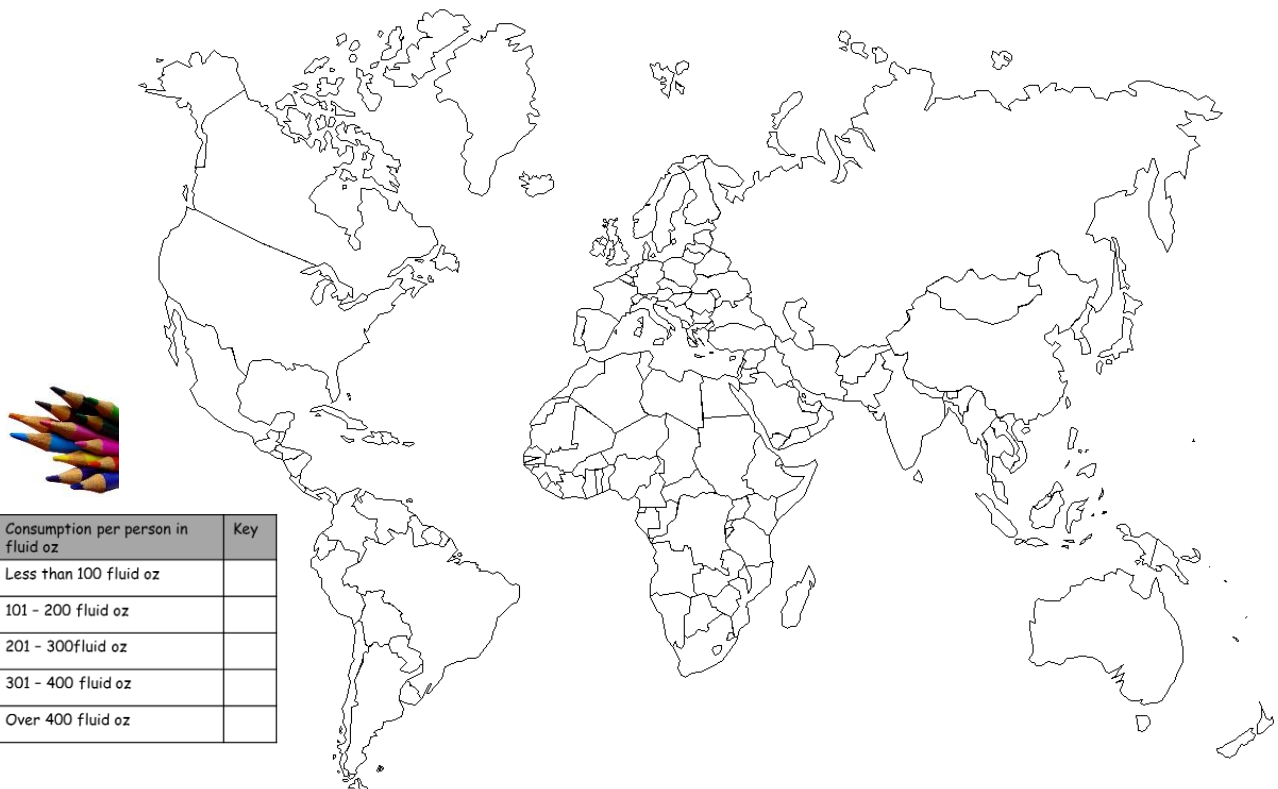 Consumption per person in fluid oz
Key
Less than 100 fluid oz
101 – 200 fluid oz
201 – 300fluid oz
301 – 400 fluid oz
Over 400 fluid oz